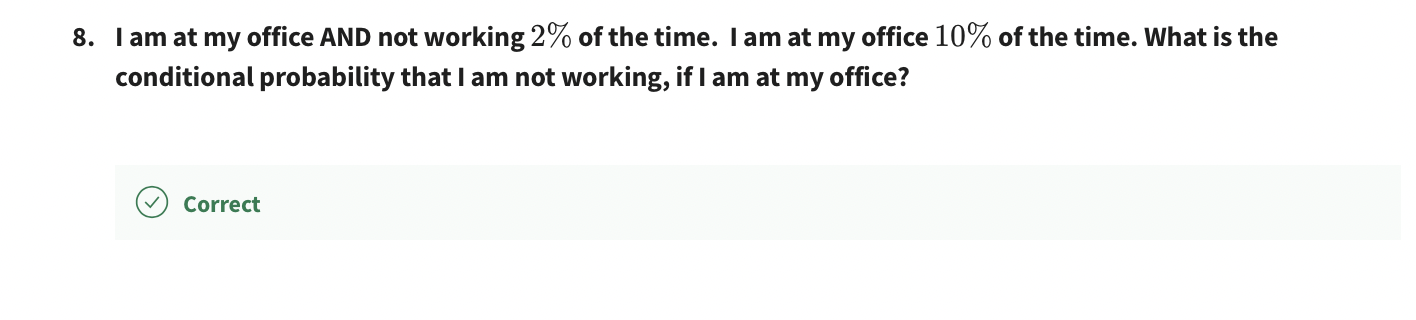 8. I am at my office AND not working 2% of the time. I am at my office 10% of the time. What is the
conditional probability that I am not working, if I am at my office?
Correct